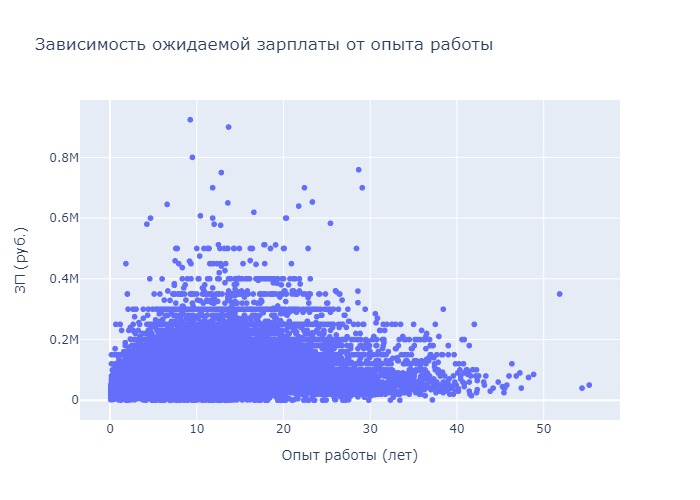 Зависимость ожидаемой зарплаты от опыта работы
0.8M
0.6M
0.4M
0.2M
0
ЗП (руб.)
0 10 20 30 40 50
Опыт работы (лет)